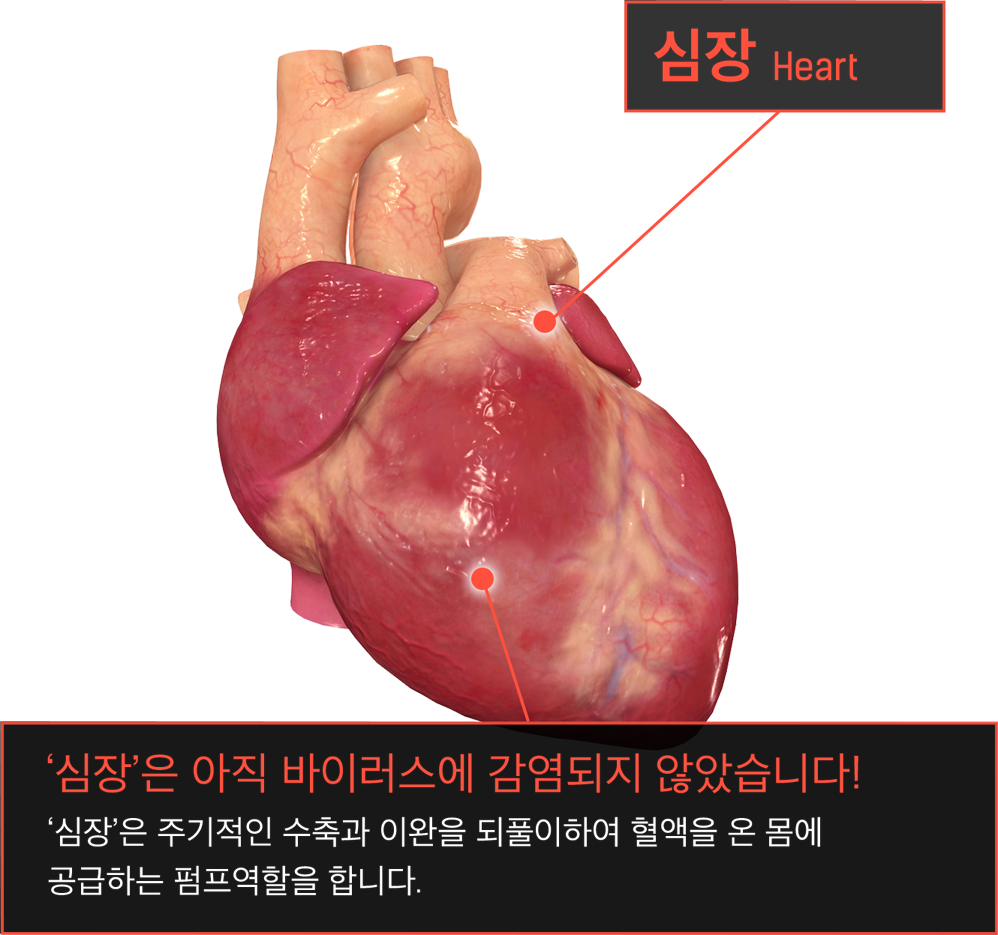 심장 Heart
‘심장’은 아직 바이러스에 감염되지 않았습니다!
‘심장’은 주기적인 수축과 이완을 되풀이하여 혈액을 온 몸에
공급하는 펌프역할을 합니다.